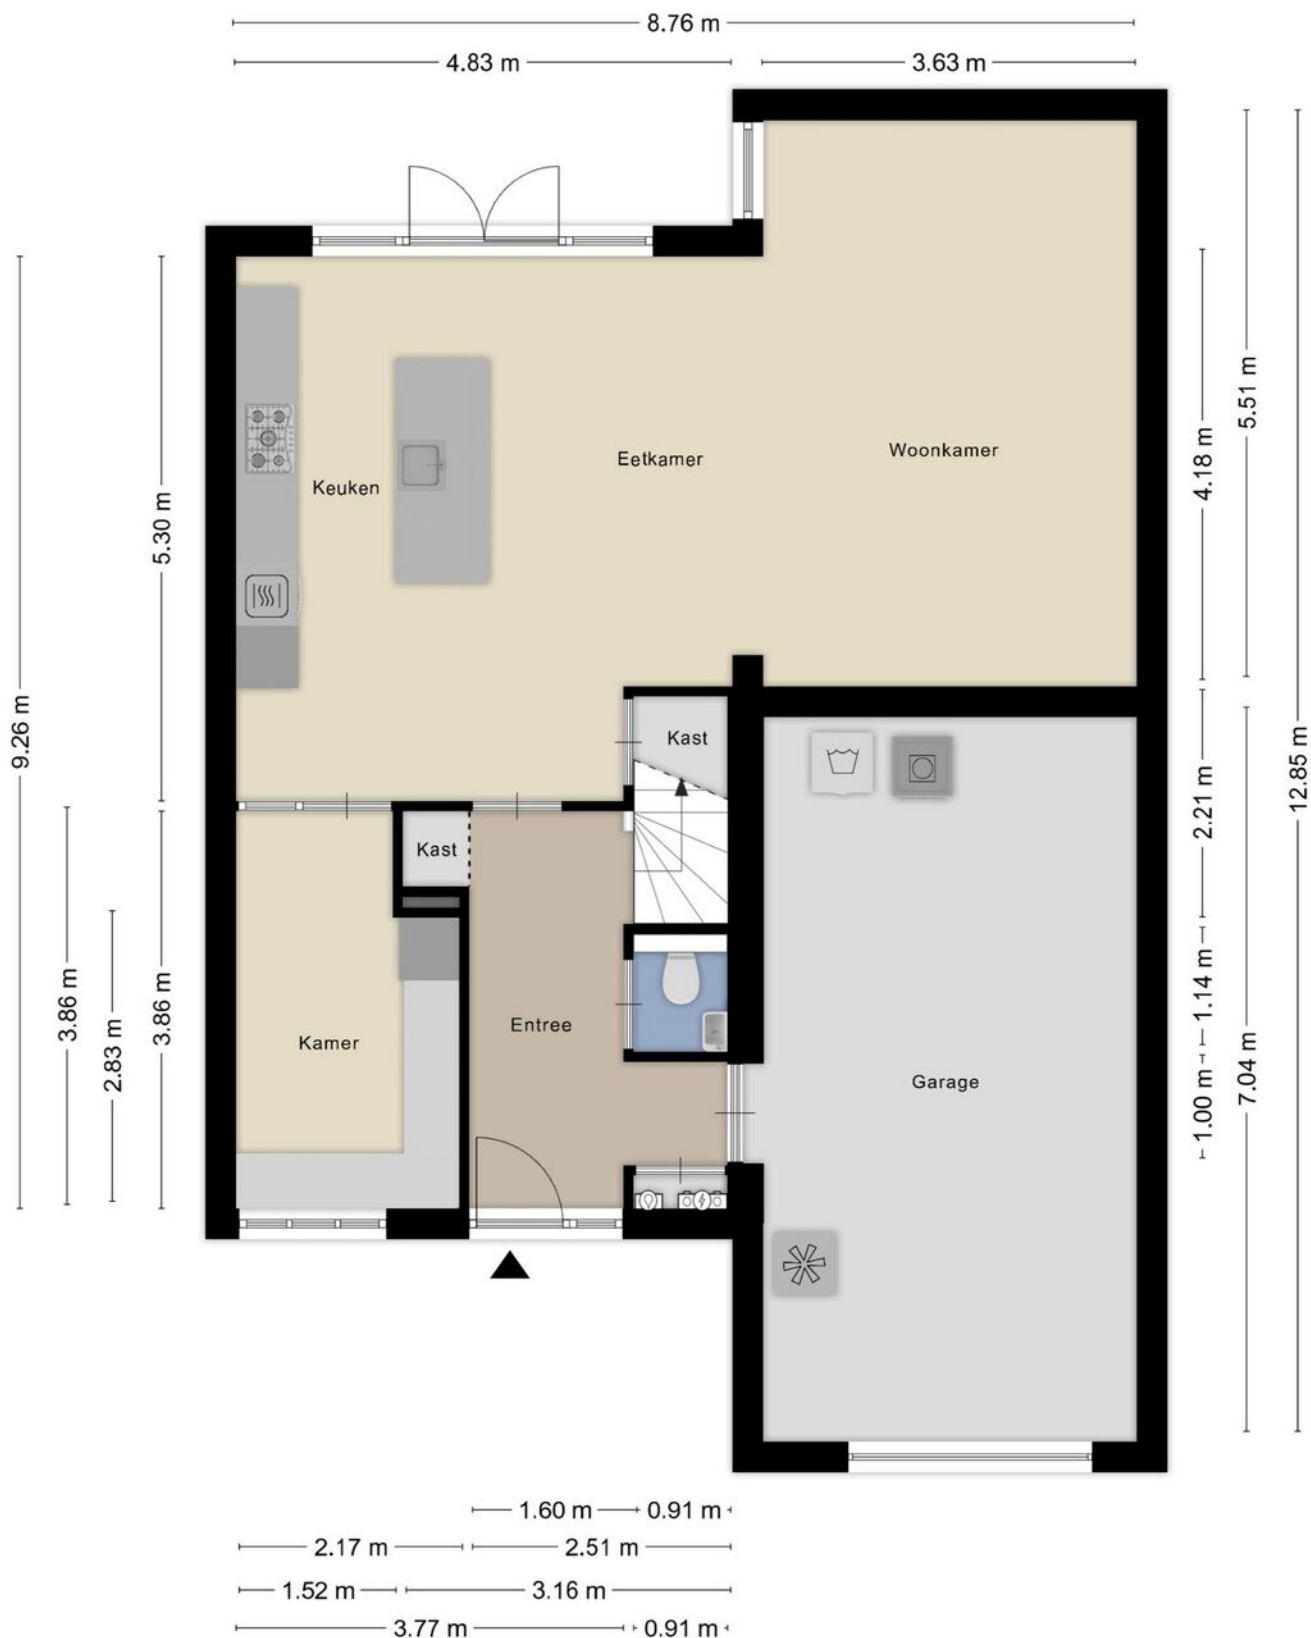 8.76 m
4.83 m
3.63 m
Keuken
Eetkamer
Woonkamer
Kast
Kast
Kamer
Entree
Garage
9.26 m
3.86 m
2.83 m
5.30 m
3.86 m
4.18 m
2.21 m
1.14 m
1.00 m
5.51 m
7.04 m
12.85 m
1.60 m
0.91 m
2.17 m
2.51 m
1.52 m
3.16 m
3.77 m
0.91 m